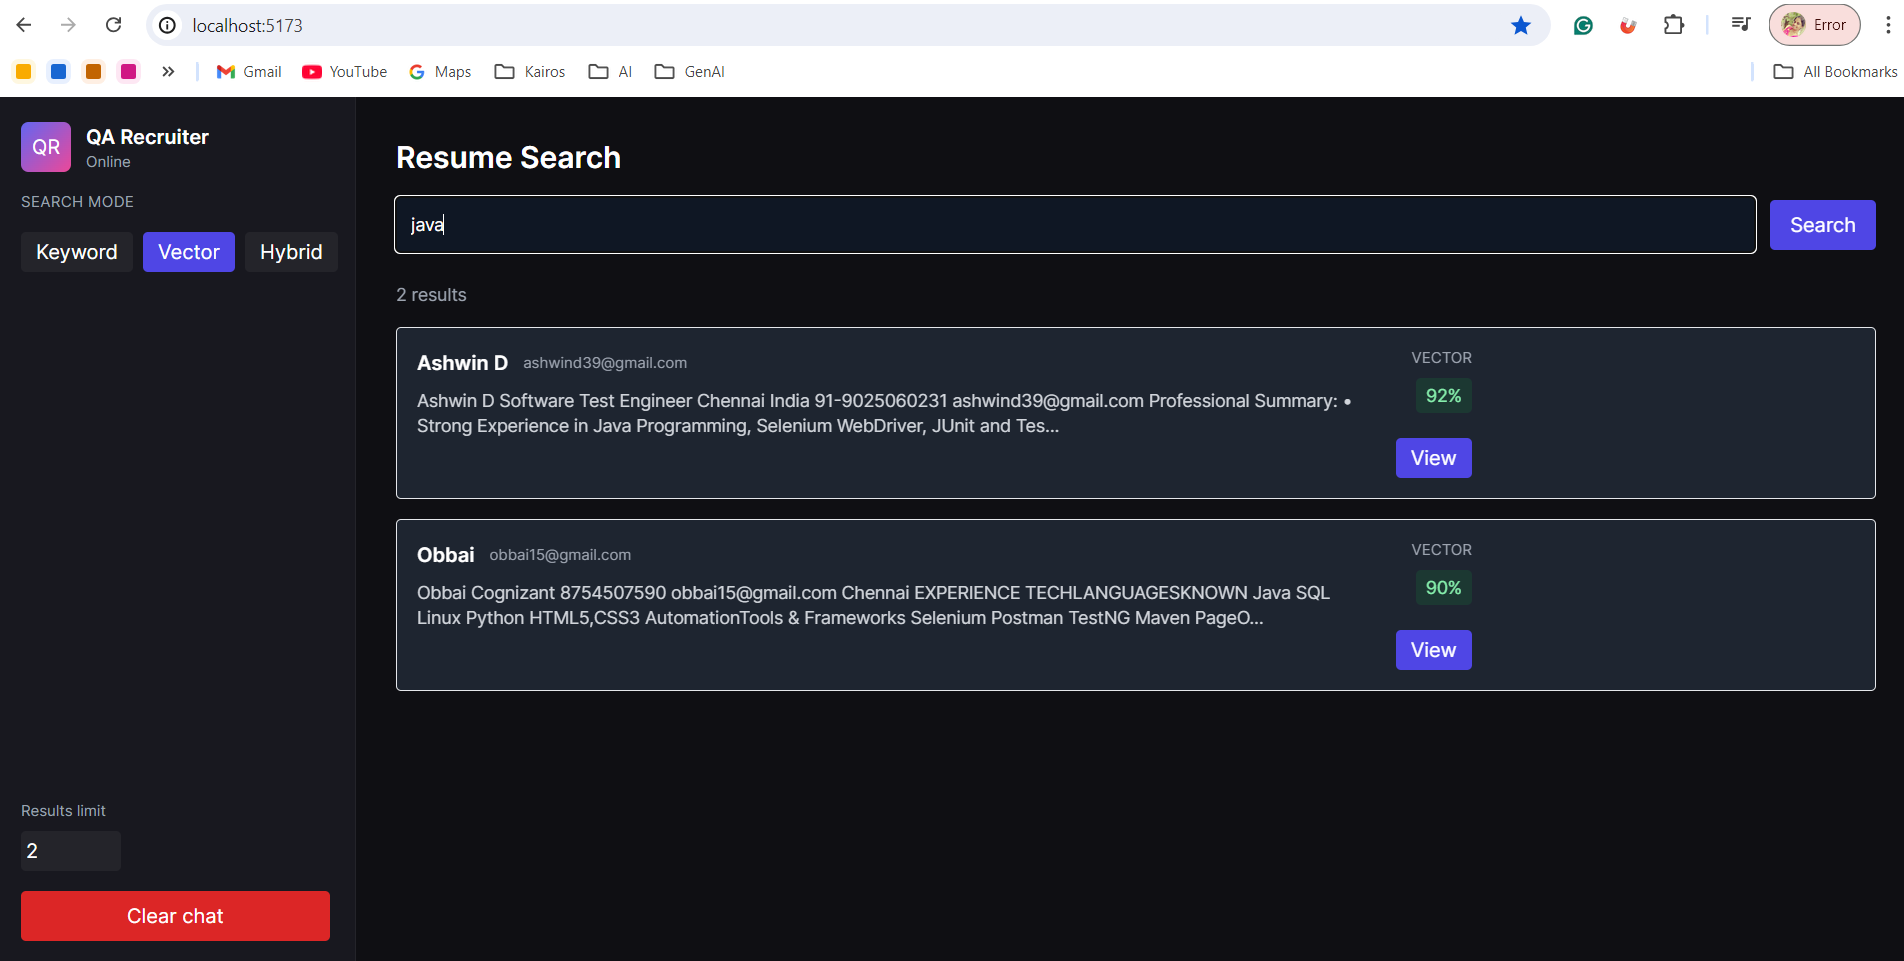 localhost:5173
Error
Gmail
YouTube
Maps
Kairos
AI
GenAI
All Bookmarks
QR
QA Recruiter
Online
SEARCH MODE
Keyword
Vector
Hybrid
Results limit
2
Clear chat
Resume Search
java
Search
2 results
Ashwin D ashwind39@gmail.com
Ashwin D Software Test Engineer Chennai India 91-9025060231 ashwind39@gmail.com Professional Summary: •
Strong Experience in Java Programming, Selenium WebDriver, JUnit and Tes...
VECTOR
92%
View
Obbai obbai15@gmail.com
Obbai Cognizant 8754507590 obbai15@gmail.com Chennai EXPERIENCE TECHLANGUAGESKNOWN Java SQL
Linux Python HTML5,CSS3 AutomationTools & Frameworks Selenium Postman TestNG Maven PageO...
VECTOR
90%
View